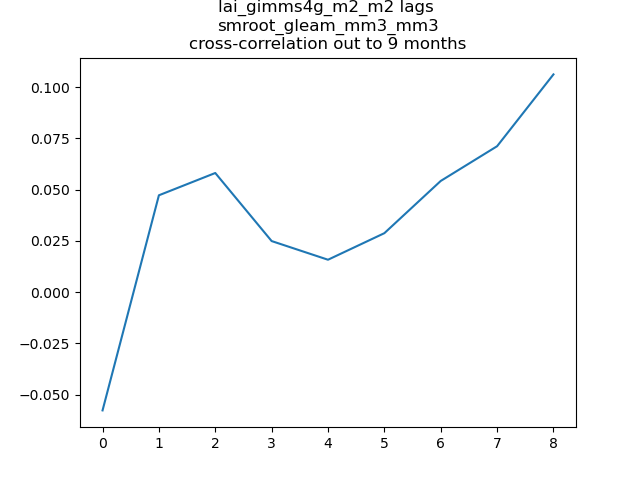 lai_gimms4g_m2_m2 lags
smroot_gleam_mm3_mm3
cross-correlation out to 9 months
0.100
0.075
0.050
0.025
0.000
−0.025
−0.050
0 1 2 3 4 5 6 7 8